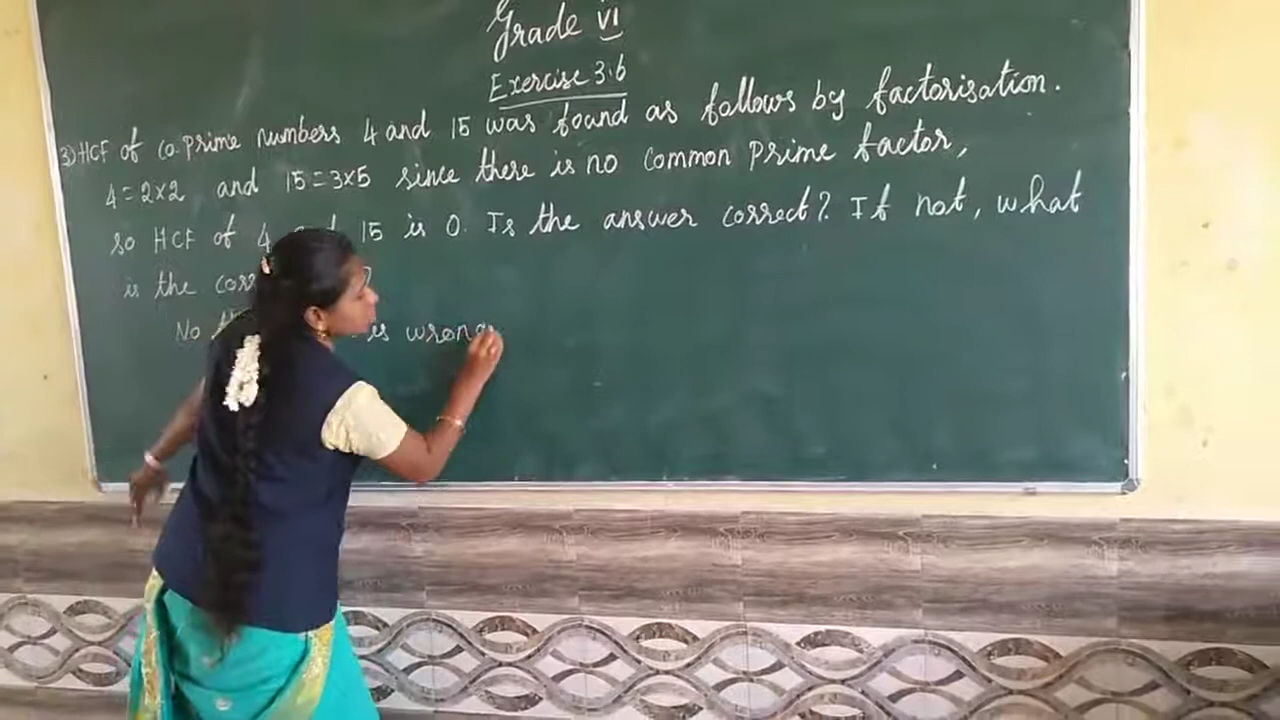 Grade VI
Exercise 3.6
3) HCF of co prime numbers 4 and 15 was found as follows by factorisation.
4 = 2×2 and 15 = 3×5 since there is no common prime factor,
so HCF of 4 15 is 0. Is the answer correct? If not, what
is the
No is wrong